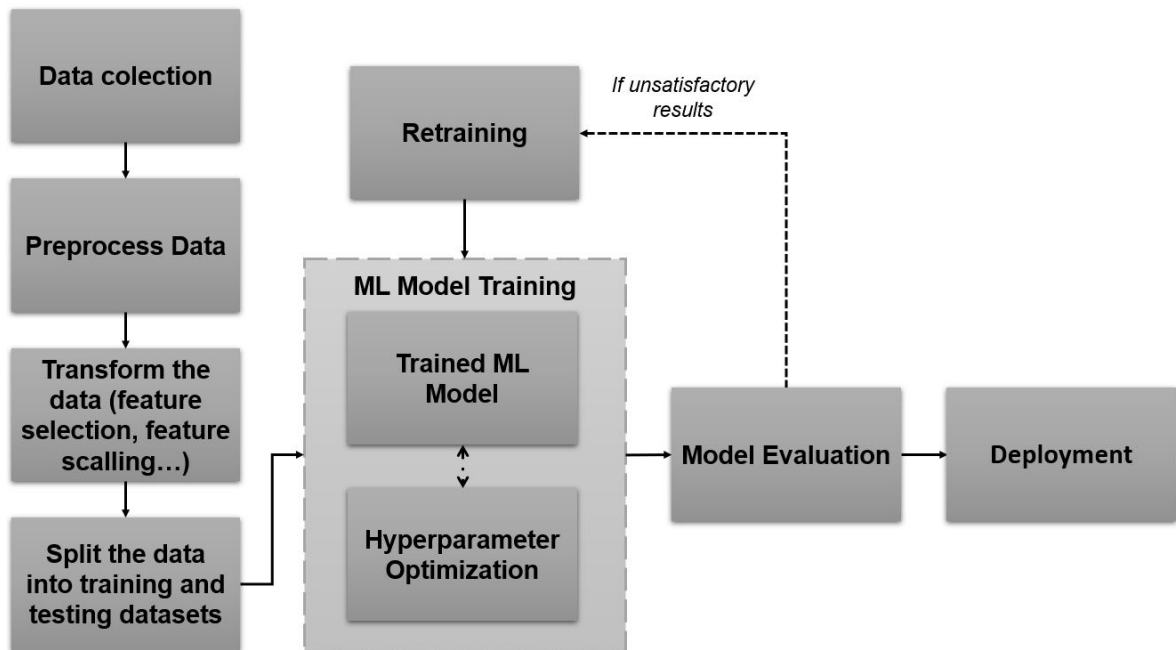 Data colection
Preprocess Data
Transform the
data (feature
selection, feature
scalling…)
Split the data
into training and
testing datasets
Retraining
If unsatisfactory
results
ML Model Training
Trained ML
Model
Hyperparameter
Optimization
Model Evaluation
Deployment